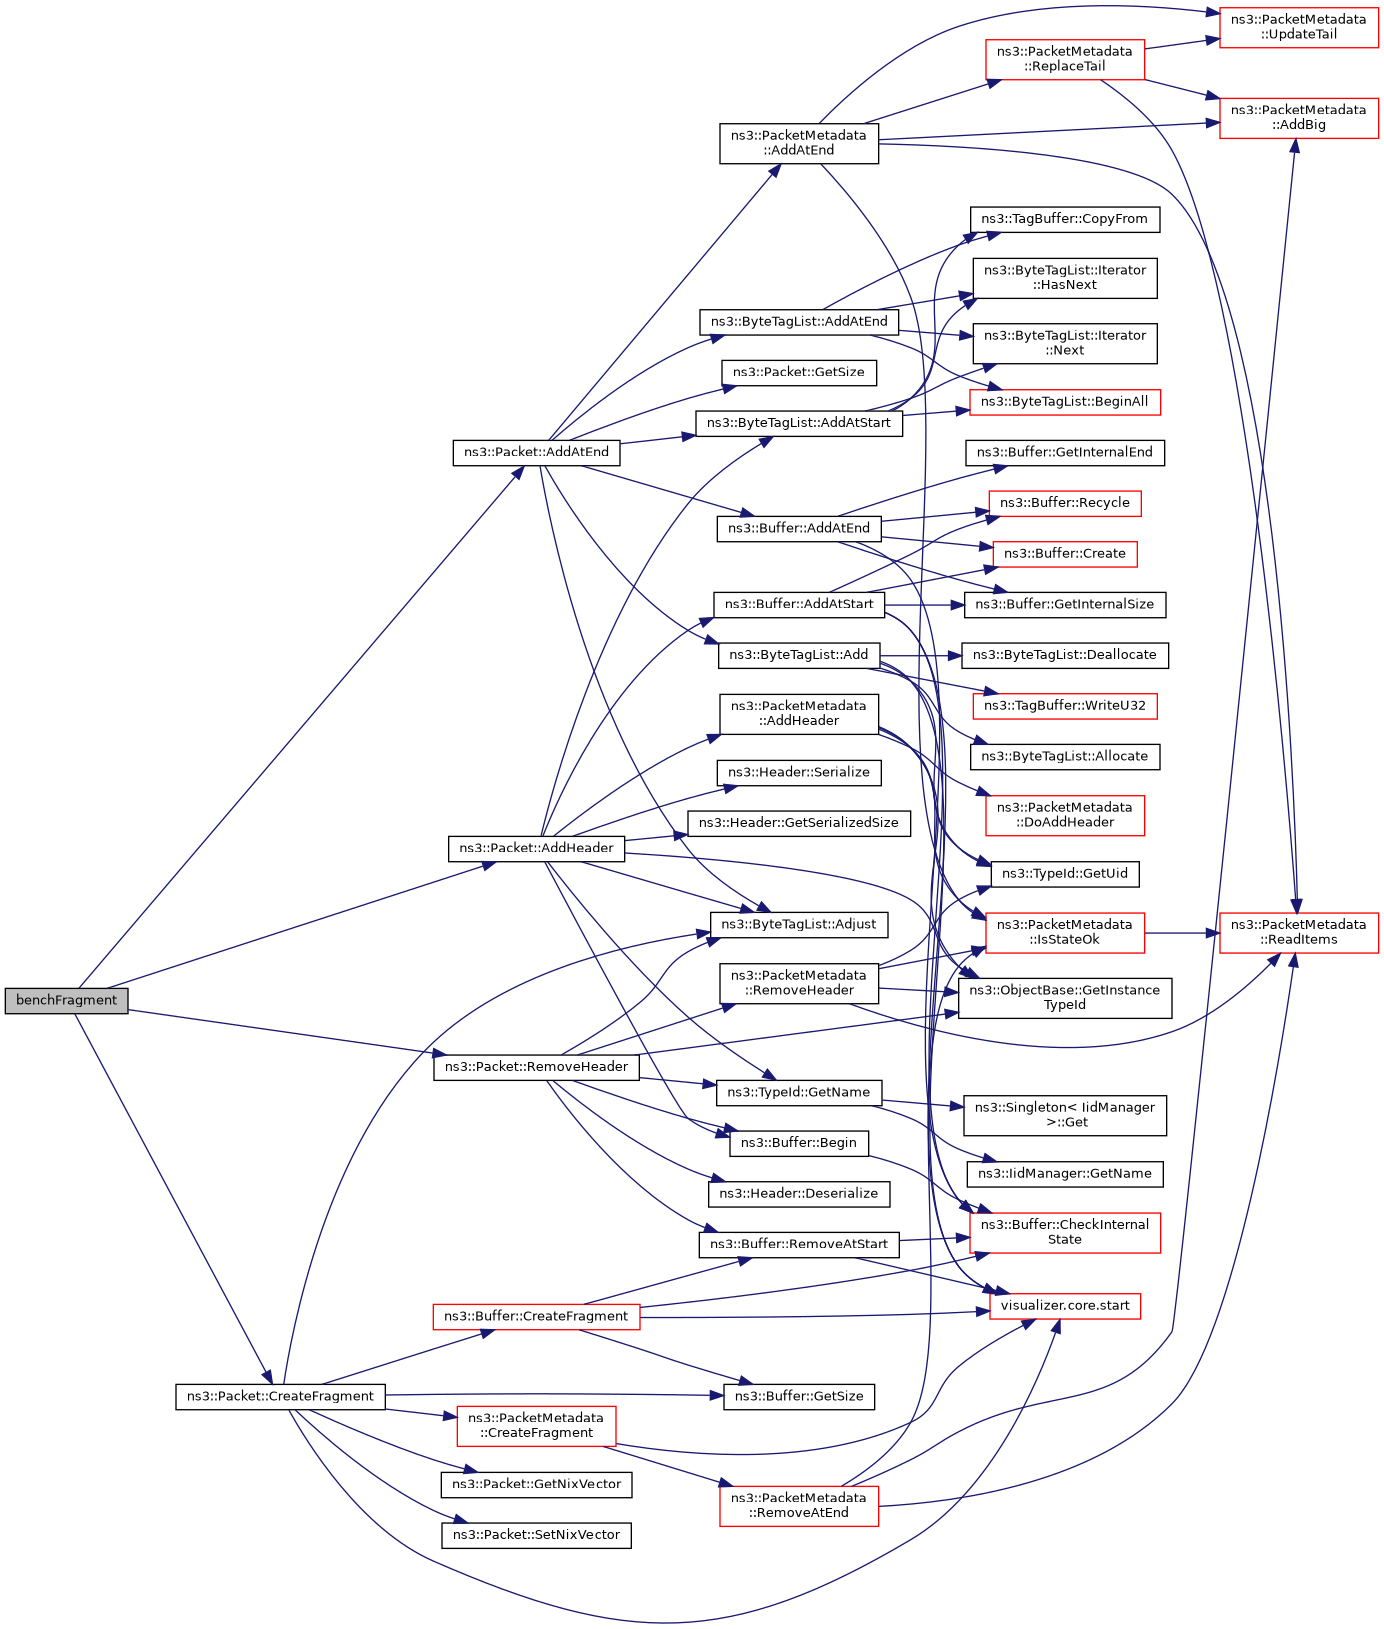 benchFragment
ns3::Packet::AddAtEnd
ns3::Packet::AddHeader
ns3::Packet::RemoveHeader
ns3::Packet::CreateFragment
ns3::Buffer::CreateFragment
ns3::PacketMetadata
::CreateFragment
ns3::Packet::GetNixVector
ns3::Packet::SetNixVector
ns3::PacketMetadata
::AddAtEnd
ns3::ByteTagList::AddAtEnd
ns3::Packet::GetSize
ns3::ByteTagList::AddAtStart
ns3::Buffer::AddAtEnd
ns3::Buffer::AddAtStart
ns3::ByteTagList::Add
ns3::PacketMetadata
::AddHeader
ns3::Header::Serialize
ns3::Header::GetSerializedSize
ns3::ByteTagList::Adjust
ns3::PacketMetadata
::RemoveHeader
ns3::TypeId::GetName
ns3::Buffer::Begin
ns3::Header::Deserialize
ns3::Buffer::RemoveAtStart
ns3::Buffer::GetSize
ns3::PacketMetadata
::RemoveAtEnd
ns3::PacketMetadata
::ReplaceTail
ns3::TagBuffer::CopyFrom
ns3::ByteTagList::Iterator
::HasNext
ns3::ByteTagList::Iterator
::Next
ns3::ByteTagList::BeginAll
ns3::Buffer::GetInternalEnd
ns3::Buffer::Recycle
ns3::Buffer::Create
ns3::Buffer::GetInternalSize
ns3::ByteTagList::Deallocate
ns3::TagBuffer::WriteU32
ns3::ByteTagList::Allocate
ns3::PacketMetadata
::DoAddHeader
ns3::TypeId::GetUid
ns3::PacketMetadata
::IsStateOk
ns3::ObjectBase::GetInstance
TypeId
ns3::Singleton< IidManager
>::Get
ns3::IidManager::GetName
ns3::Buffer::CheckInternal
State
visualizer.core.start
ns3::PacketMetadata
::UpdateTail
ns3::PacketMetadata
::AddBig
ns3::PacketMetadata
::ReadItems